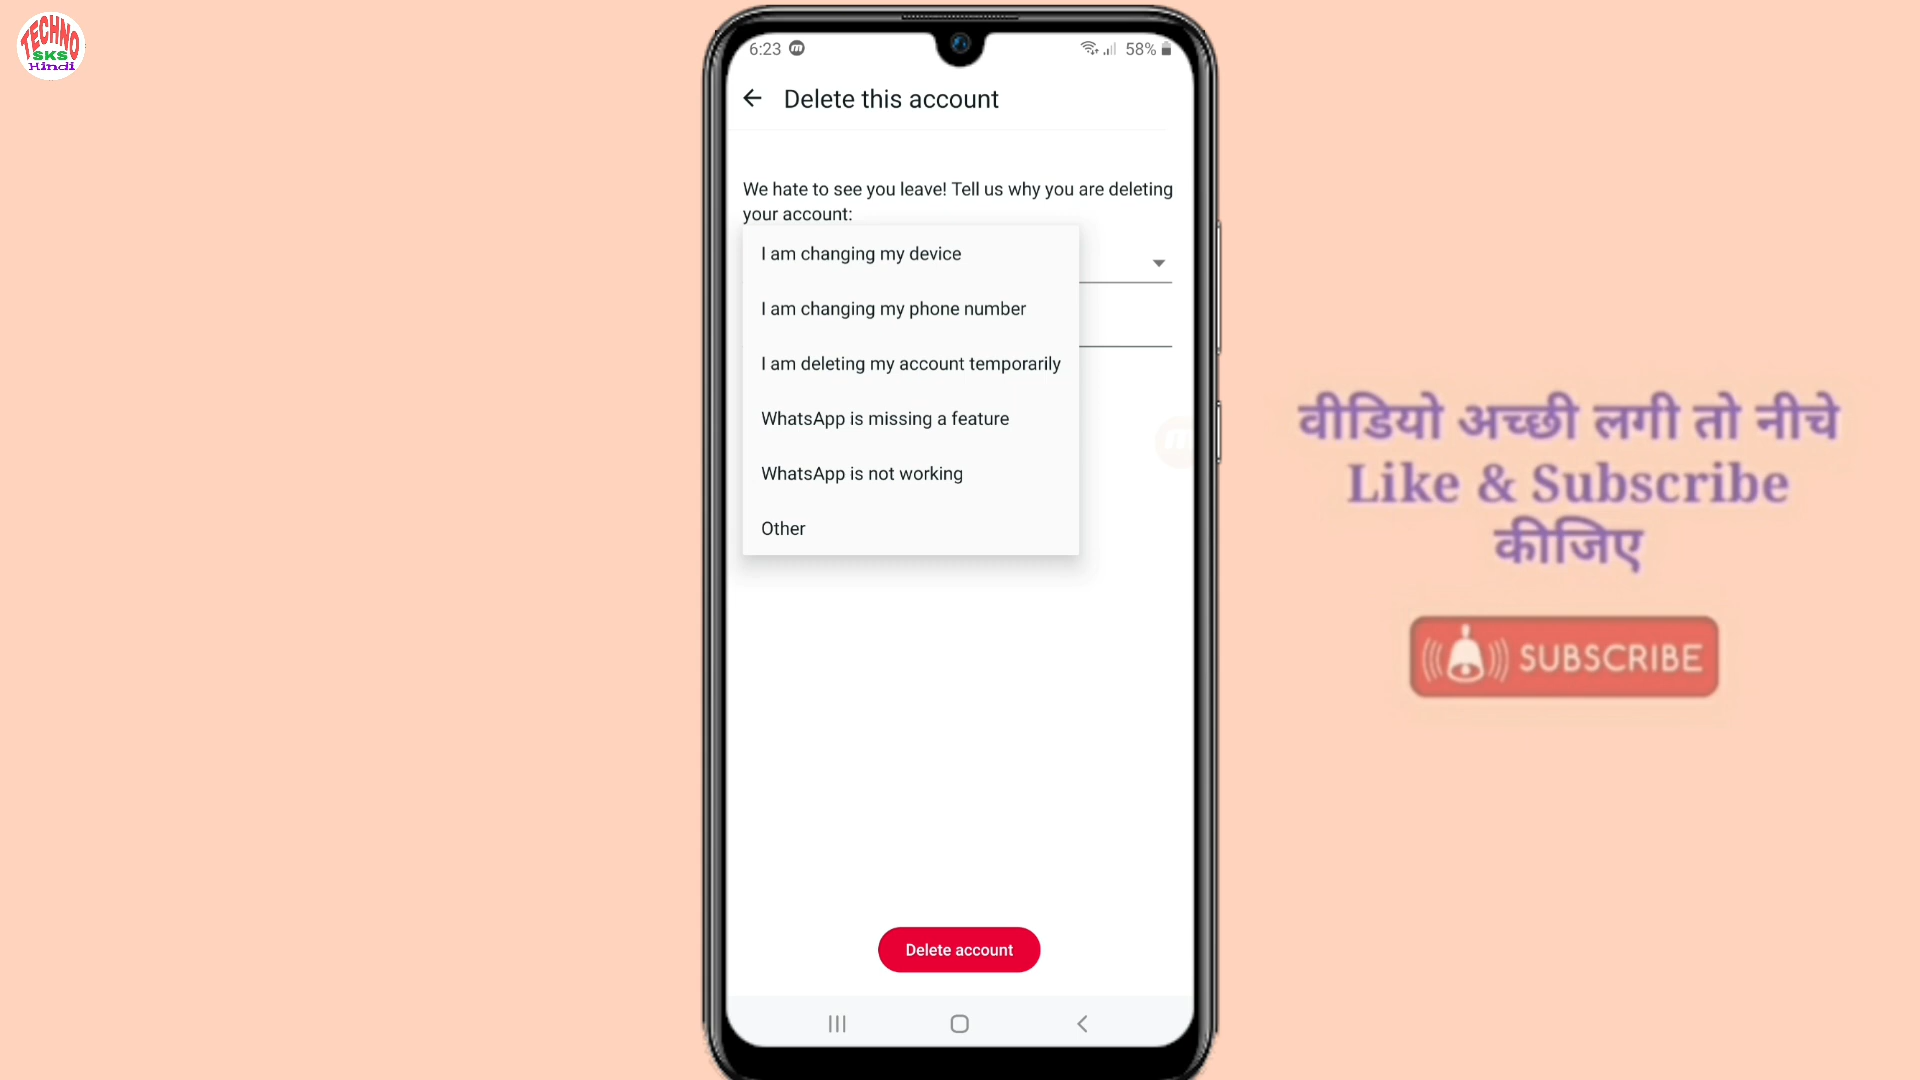 TECHNO
SKS
Hindi
6:23
58%
Delete this account
We hate to see you leave! Tell us why you are deleting
your account:
I am changing my device
I am changing my phone number
I am deleting my account temporarily
WhatsApp is missing a feature
WhatsApp is not working
Other
Delete account
वीडियो अच्छी लगी तो नीचे
Like & Subscribe
कीजिए
SUBSCRIBE